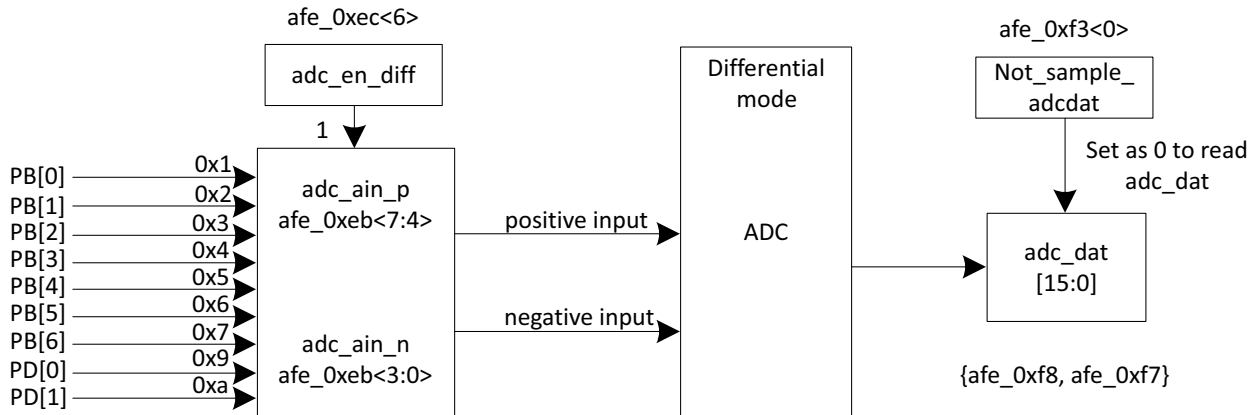 afe_0xec<6>
adc_en_diff
1
PB[0] 0x1
PB[1] 0x2
PB[2] 0x3
PB[3] 0x4
PB[4] 0x5
PB[5] 0x6
PB[6] 0x7
PD[0] 0x9
PD[1] 0xa
adc_ain_p
afe_0xeb<7:4>
adc_ain_n
afe_0xeb<3:0>
positive input
negative input
Differential
mode
ADC
afe_0xf3<0>
Not_sample_
adcdat
Set as 0 to read
adc_dat
adc_dat
[15:0]
{afe_0xf8, afe_0xf7}